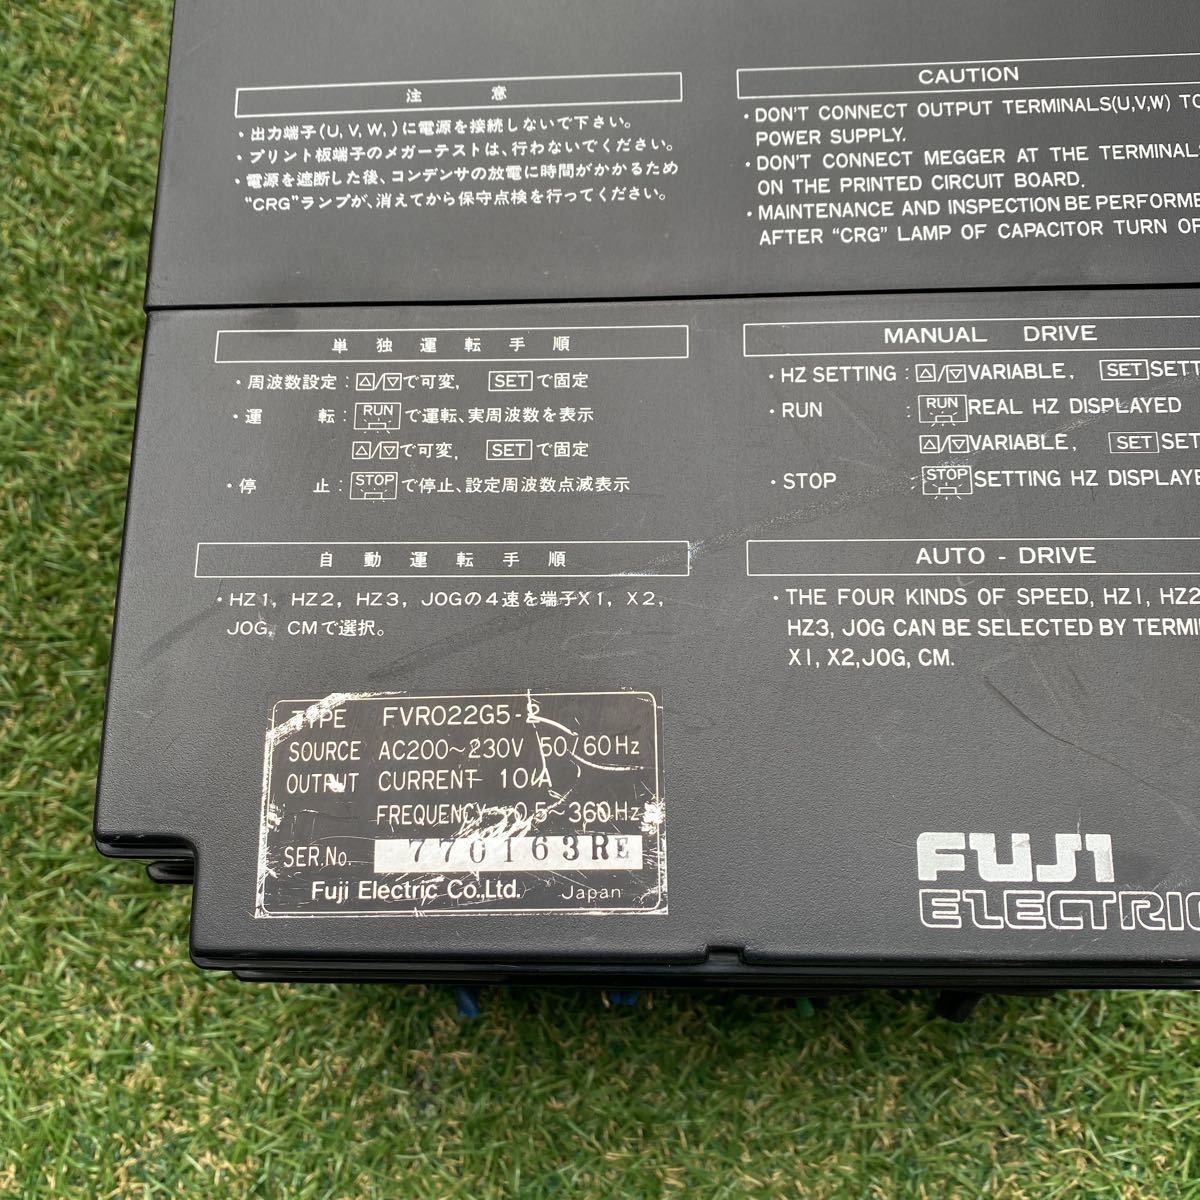 注 意
・出力端子(U, V, W,)に電源を接続しないで下さい。
・プリント板端子のメガーテストは、行わないでください。
・電源を遮断した後、コンデンサの放電に時間がかかるため
"CRG"ランプが、消えてから保守点検を行ってください。
CAUTION
・DON'T CONNECT OUTPUT TERMINALS(U,V,W) TO
POWER SUPPLY.
・DON'T CONNECT MEGGER AT THE TERMINALS
ON THE PRINTED CIRCUIT BOARD.
・MAINTENANCE AND INSPECTION BE PERFORME
AFTER "CRG" LAMP OF CAPACITOR TURN OF
単 独 運 転 手 順
・周波数設定 : △/▽で可変, SET で固定
・運 転 : RUN で運転、実周波数を表示
△/▽で可変, SET で固定
・停 止 : STOP で停止、設定周波数点滅表示
MANUAL DRIVE
・HZ SETTING : △/▽VARIABLE, SET SETT
・RUN : RUN REAL HZ DISPLAYED
△/▽VARIABLE, SET SET
・STOP : STOP SETTING HZ DISPLAYE
自 動 運 転 手 順
・HZ1, HZ2, HZ3, JOGの4速を端子X1, X2,
JOG, CMで選択。
AUTO - DRIVE
・THE FOUR KINDS OF SPEED, HZ1, HZ2
HZ3, JOG CAN BE SELECTED BY TERMI
X1, X2,JOG, CM.
TYPE FVR022G5-2
SOURCE AC200~230V 50/60Hz
OUTPUT CURRENT 10A
FREQUENCY 0.5~360Hz
SER.No. 770163RE
Fuji Electric Co.,Ltd. Japan
FUJI
ELECTRIC